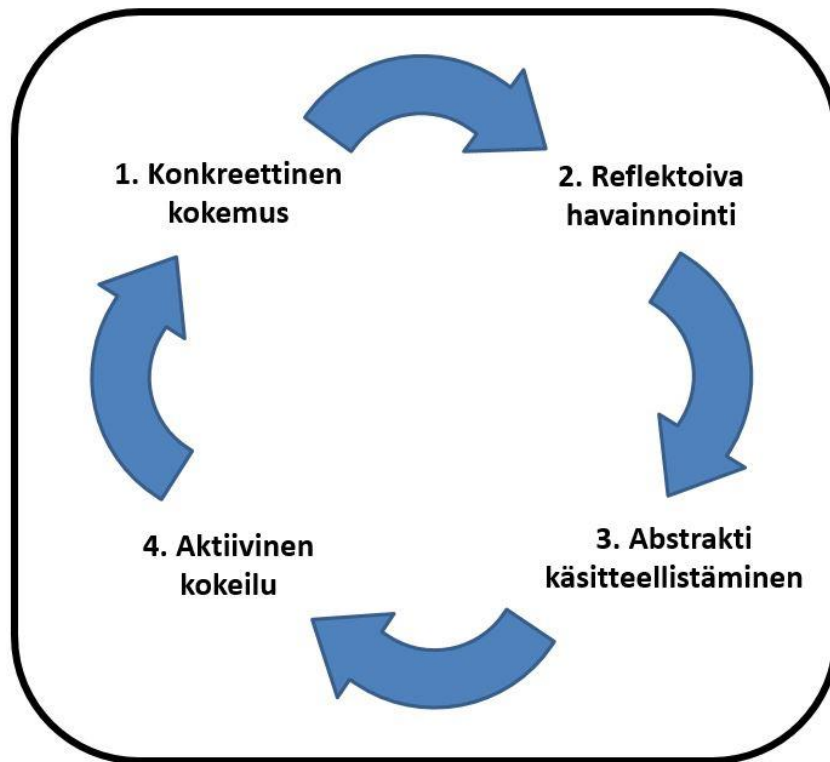 1. Konkreettinen
kokemus
2. Reflektoiva
havainnointi
3. Abstrakti
käsitteellistäminen
4. Aktiivinen
kokeilu